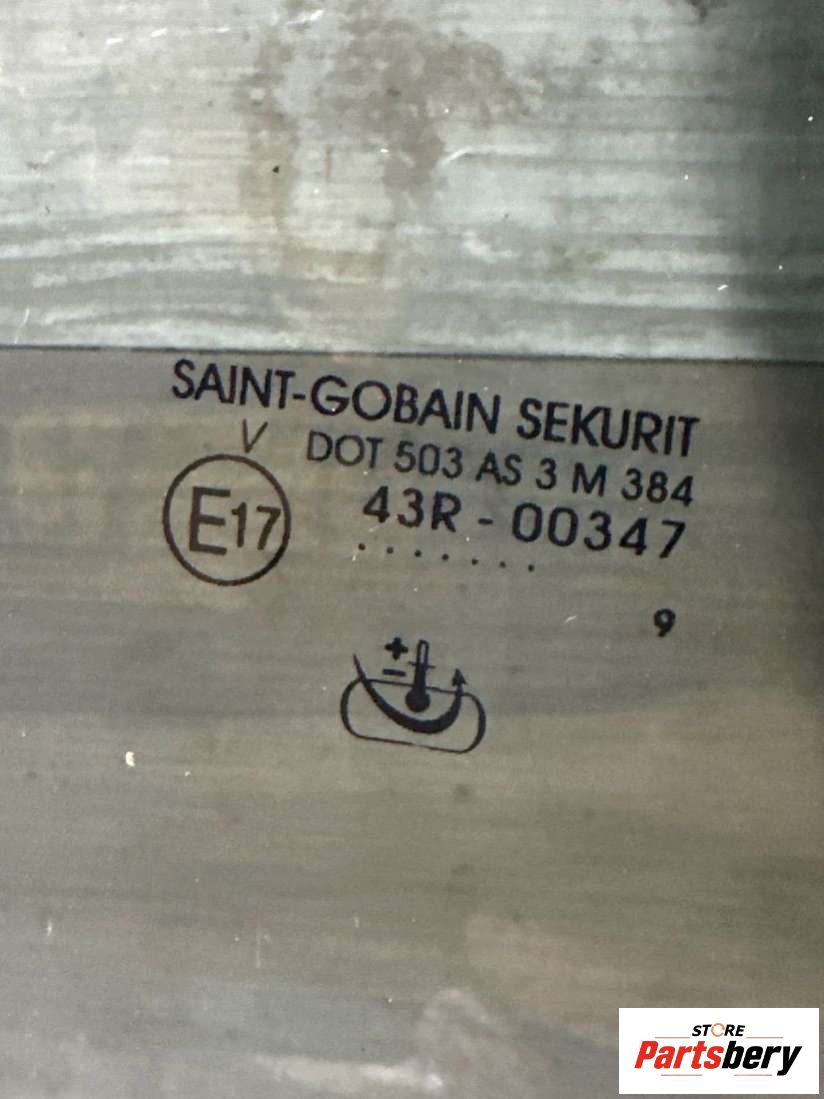 SAINT-GOBAIN SEKURIT
V DOT 503 AS 3 M 384
E17 43R - 00347
.......
9
+
-
STORE
Partsbery